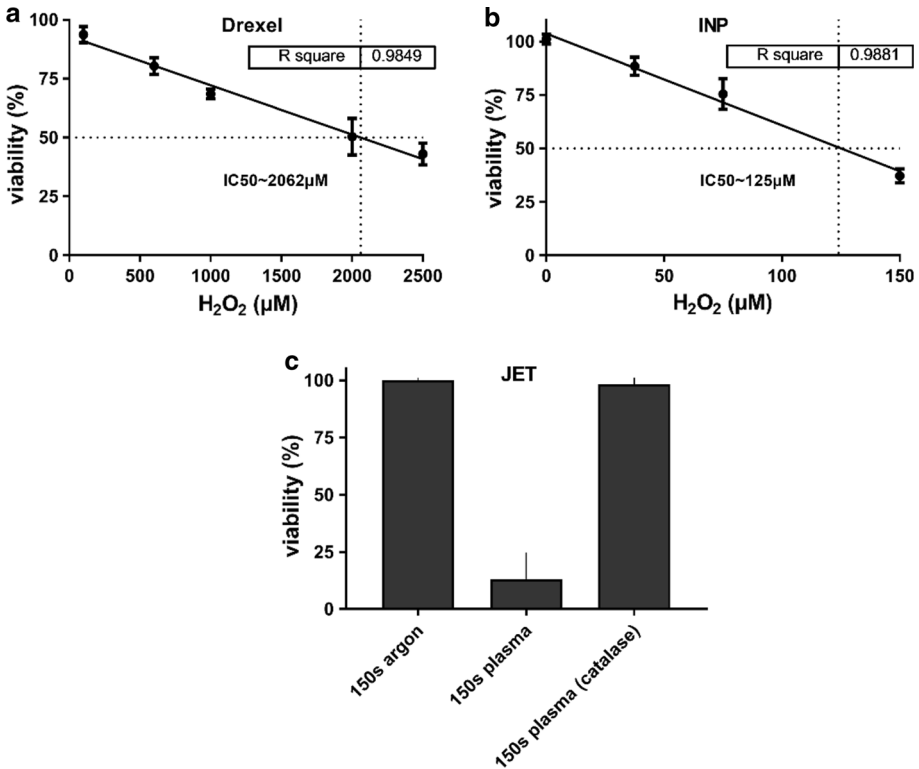 a
Drexel
R square 0.9849
viability (%)
100
75
50
25
0
IC50~2062µM
0 500 1000 1500 2000 2500
H₂O₂ (µM)
b
INP
R square 0.9881
viability (%)
100
75
50
25
0
IC50~125µM
0 50 100 150
H₂O₂ (µM)
c
JET
viability (%)
100
75
50
25
0
150s argon
150s plasma
150s plasma (catalase)